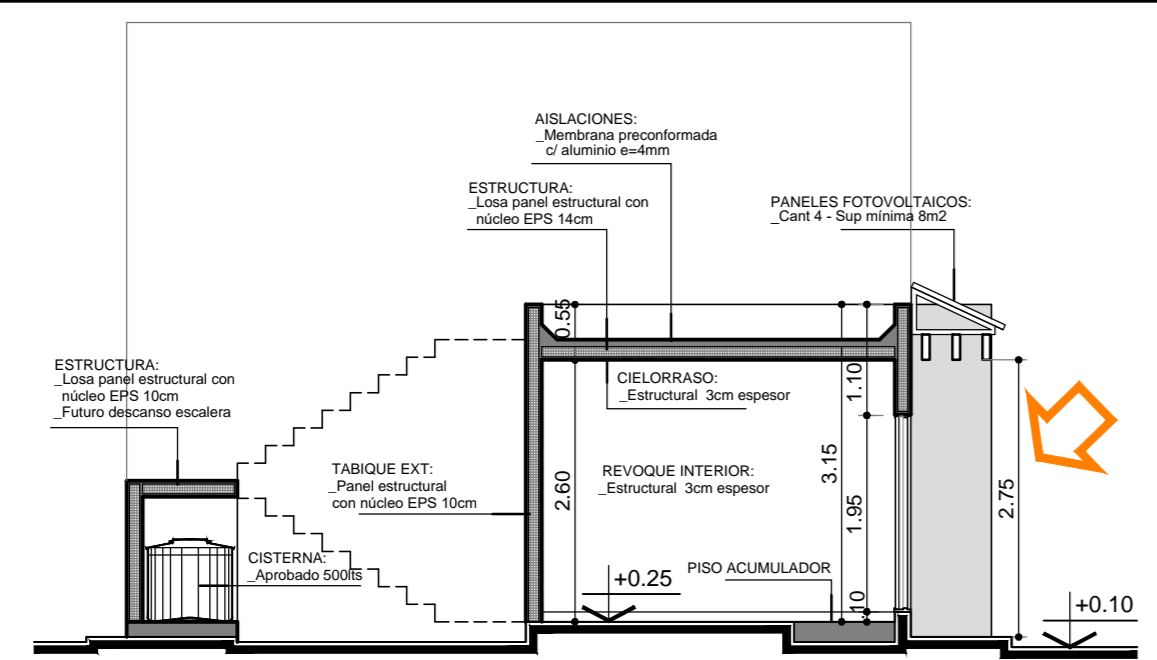 AISLACIONES:
_Membrana preconformada
c/ aluminio e=4mm
ESTRUCTURA:
_Losa panel estructural con
núcleo EPS 14cm
PANELES FOTOVOLTAICOS:
_Cant 4 - Sup mínima 8m2
0.55
ESTRUCTURA:
_Losa panel estructural con
núcleo EPS 10cm
_Futuro descanso escalera
CIELORRASO:
_Estructural 3cm espesor
1.10
TABIQUE EXT:
_Panel estructural
con núcleo EPS 10cm
2.60
REVOQUE INTERIOR:
_Estructural 3cm espesor
3.15
1.95
2.75
CISTERNA:
_Aprobado 500lts
+0.25
PISO ACUMULADOR
.10
+0.10